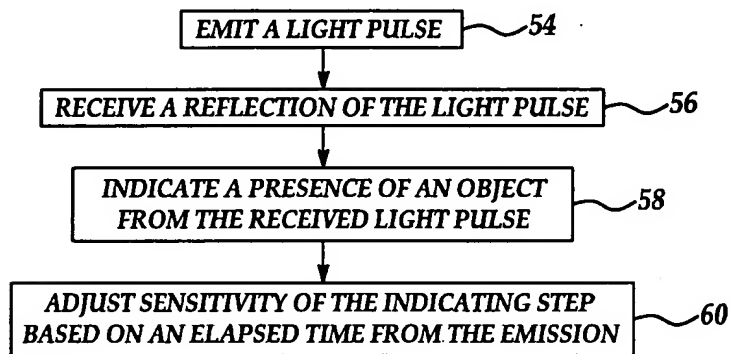 EMIT A LIGHT PULSE 54
RECEIVE A REFLECTION OF THE LIGHT PULSE 56
INDICATE A PRESENCE OF AN OBJECT
FROM THE RECEIVED LIGHT PULSE 58
ADJUST SENSITIVITY OF THE INDICATING STEP
BASED ON AN ELAPSED TIME FROM THE EMISSION 60